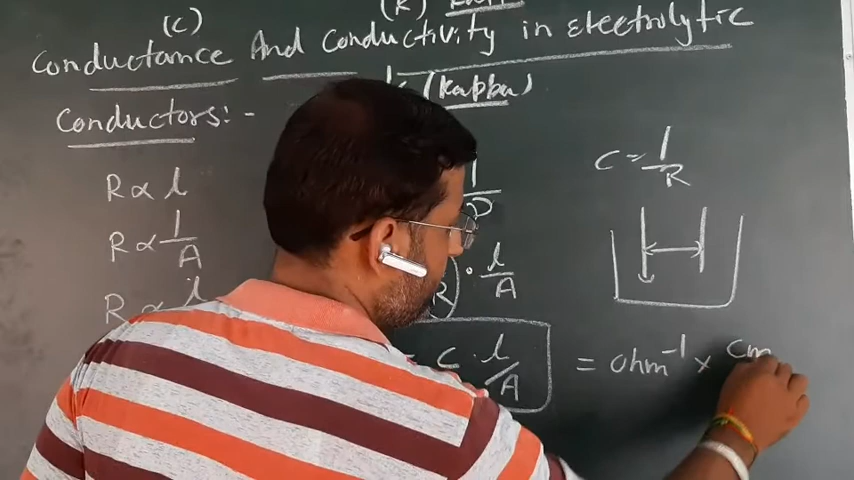 (C) (K)
Conductance And Conductivity in electrolytic
Conductors:- (kappa)
R ∝ l
R ∝ 1/A
R ∝ l/A
C = 1/R
l
· l/A
C · l/A = Ohm⁻¹ × Cm